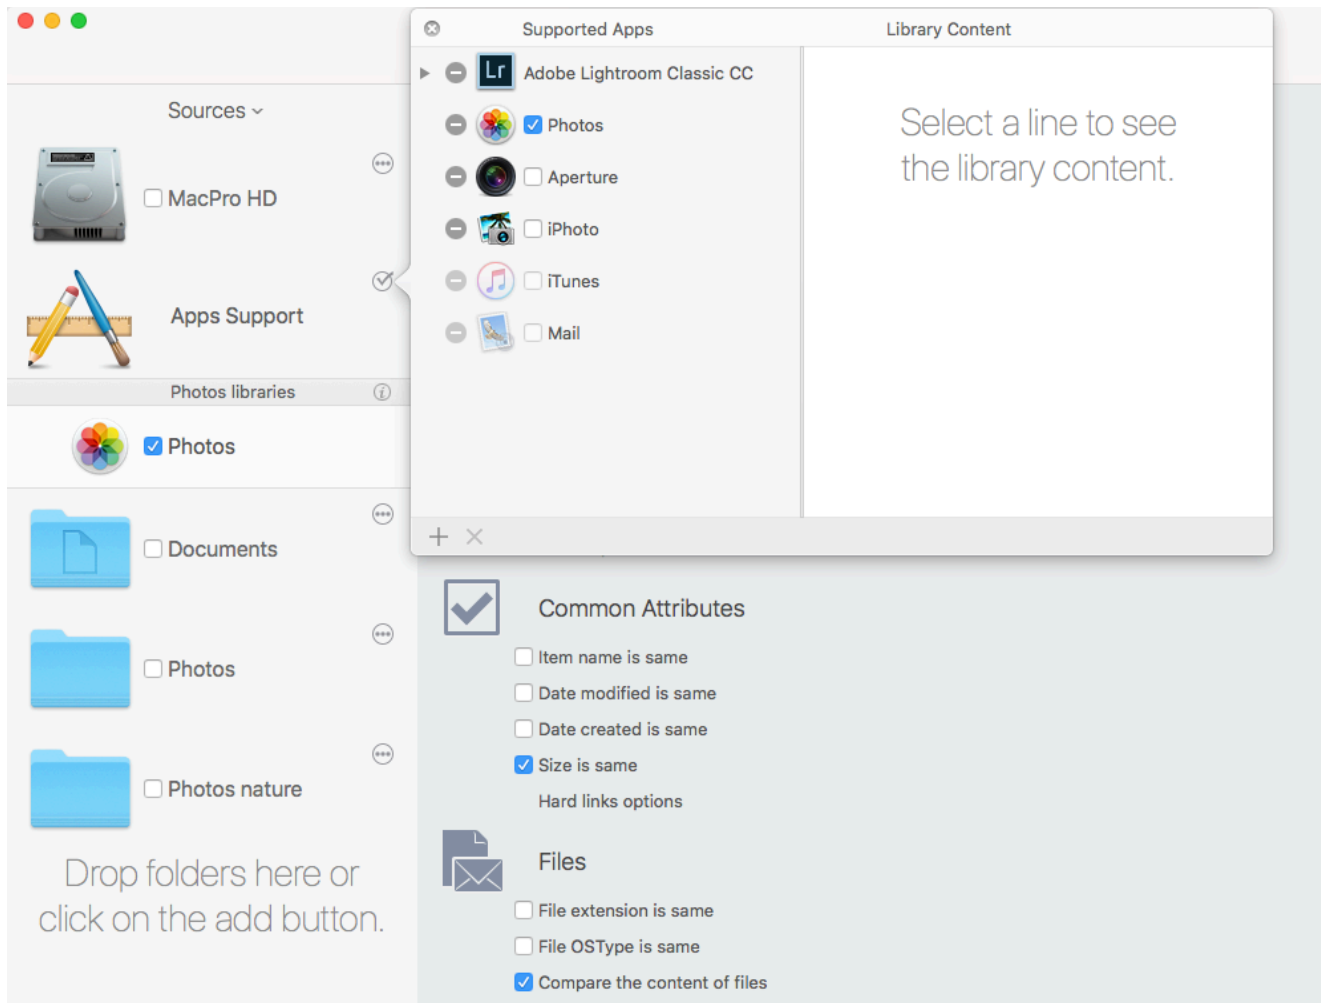 Supported Apps
Library Content
Lr
Adobe Lightroom Classic CC
Photos
Aperture
iPhoto
iTunes
Mail
Select a line to see
the library content.
Sources
MacPro HD
Apps Support
Photos libraries
Photos
Documents
Photos
Photos nature
Drop folders here or
click on the add button.
Common Attributes
Item name is same
Date modified is same
Date created is same
Size is same
Hard links options
Files
File extension is same
File OSType is same
Compare the content of files